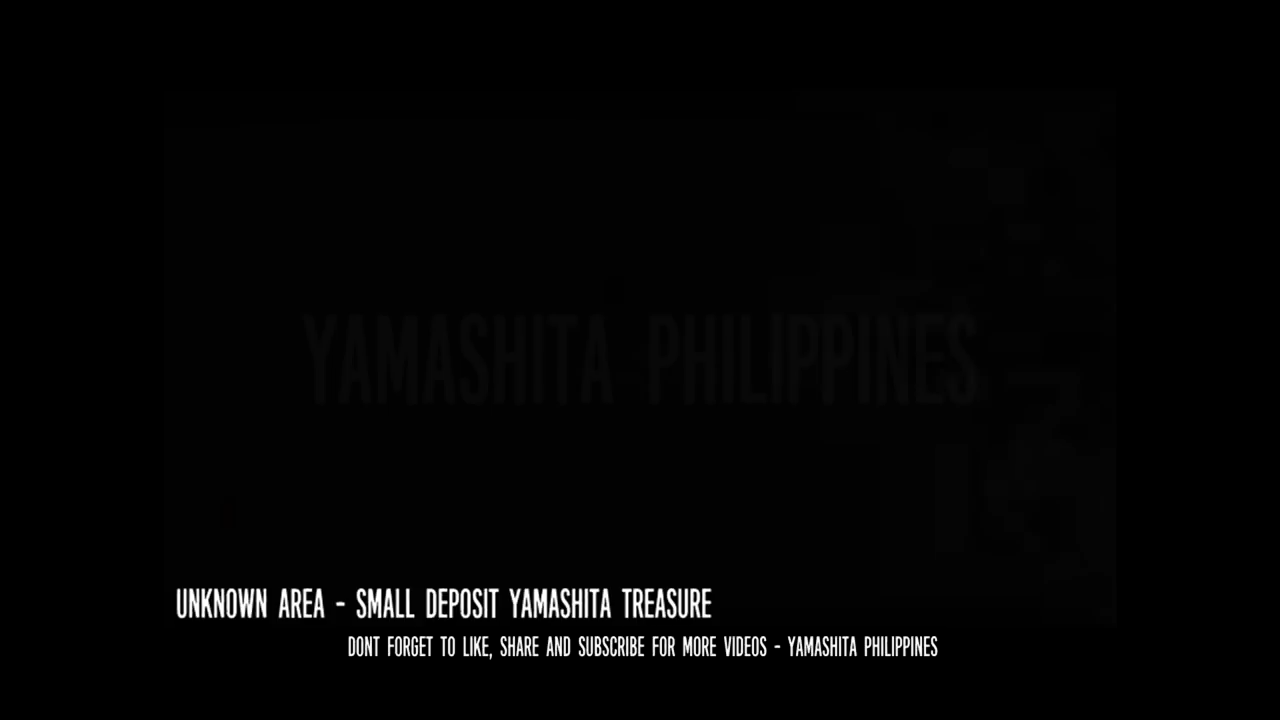 YAMASHITA PHILIPPINES
UNKNOWN AREA - SMALL DEPOSIT YAMASHITA TREASURE
DONT FORGET TO LIKE, SHARE AND SUBSCRIBE FOR MORE VIDEOS - YAMASHITA PHILIPPINES